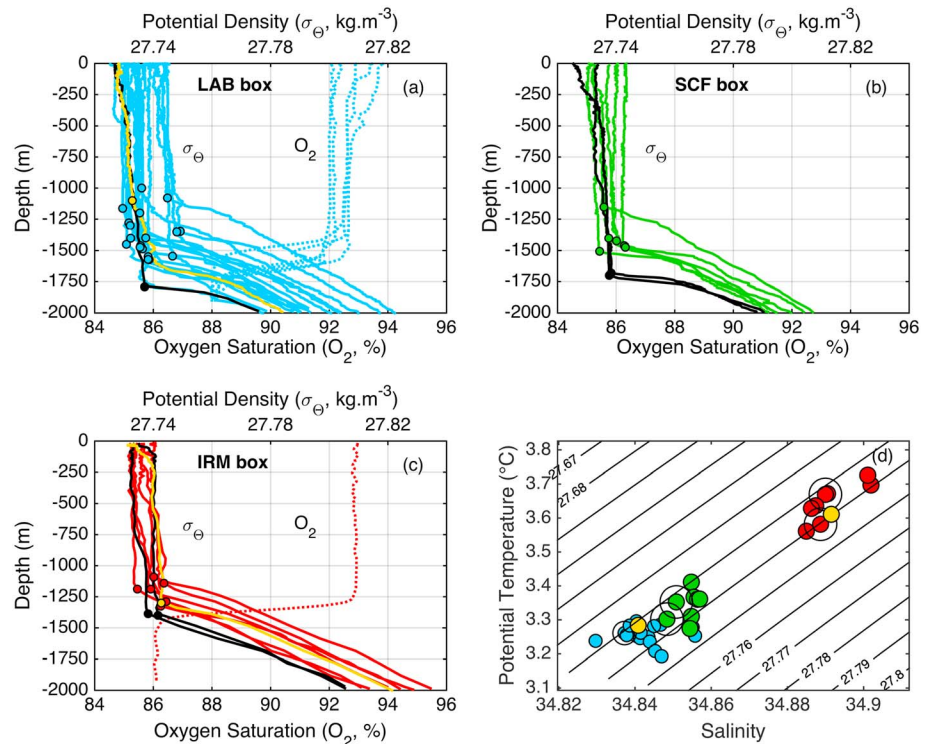 Potential Density (σΘ, kg.m-3)
27.74 27.78 27.82
0
-250
-500
-750
-1000
-1250
-1500
-1750
-2000
Depth (m)
LAB box
(a)
σΘ
O2
84 86 88 90 92 94 96
Oxygen Saturation (O2, %)
Potential Density (σΘ, kg.m-3)
27.74 27.78 27.82
0
-250
-500
-750
-1000
-1250
-1500
-1750
-2000
Depth (m)
SCF box
(b)
σΘ
84 86 88 90 92 94 96
Oxygen Saturation (O2, %)
Potential Density (σΘ, kg.m-3)
27.74 27.78 27.82
0
-250
-500
-750
-1000
-1250
-1500
-1750
-2000
Depth (m)
IRM box
(c)
σΘ
O2
84 86 88 90 92 94 96
Oxygen Saturation (O2, %)
3.8
3.7
3.6
3.5
3.4
3.3
3.2
3.1
Potential Temperature (°C)
(d)
27.67
27.68
27.76
27.77
27.78
27.79
27.8
34.82 34.84 34.86 34.88 34.9
Salinity